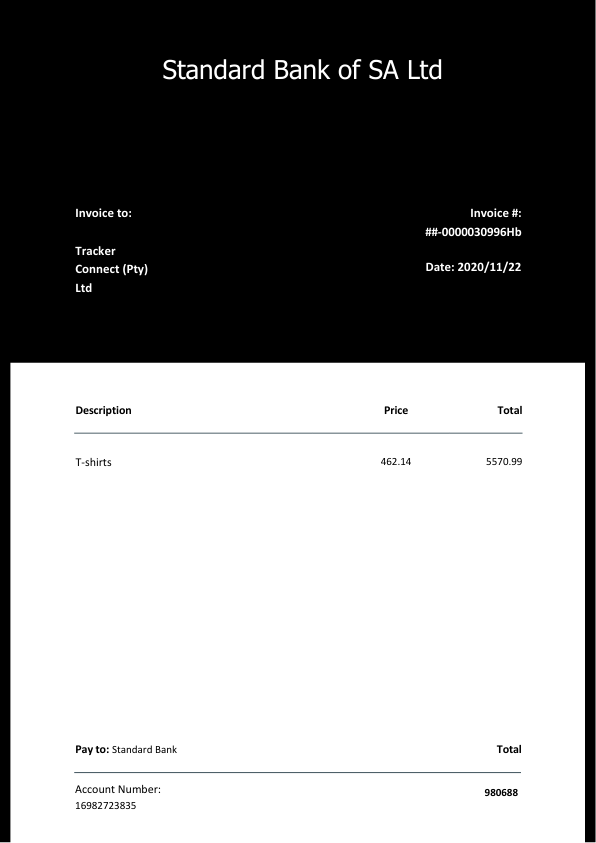 Standard Bank of SA Ltd
Invoice to:
Tracker
Connect (Pty)
Ltd
Invoice #:
##-0000030996Hb
Date: 2020/11/22
Description Price Total
T-shirts 462.14 5570.99
Pay to: Standard Bank Total
Account Number: 980688
16982723835